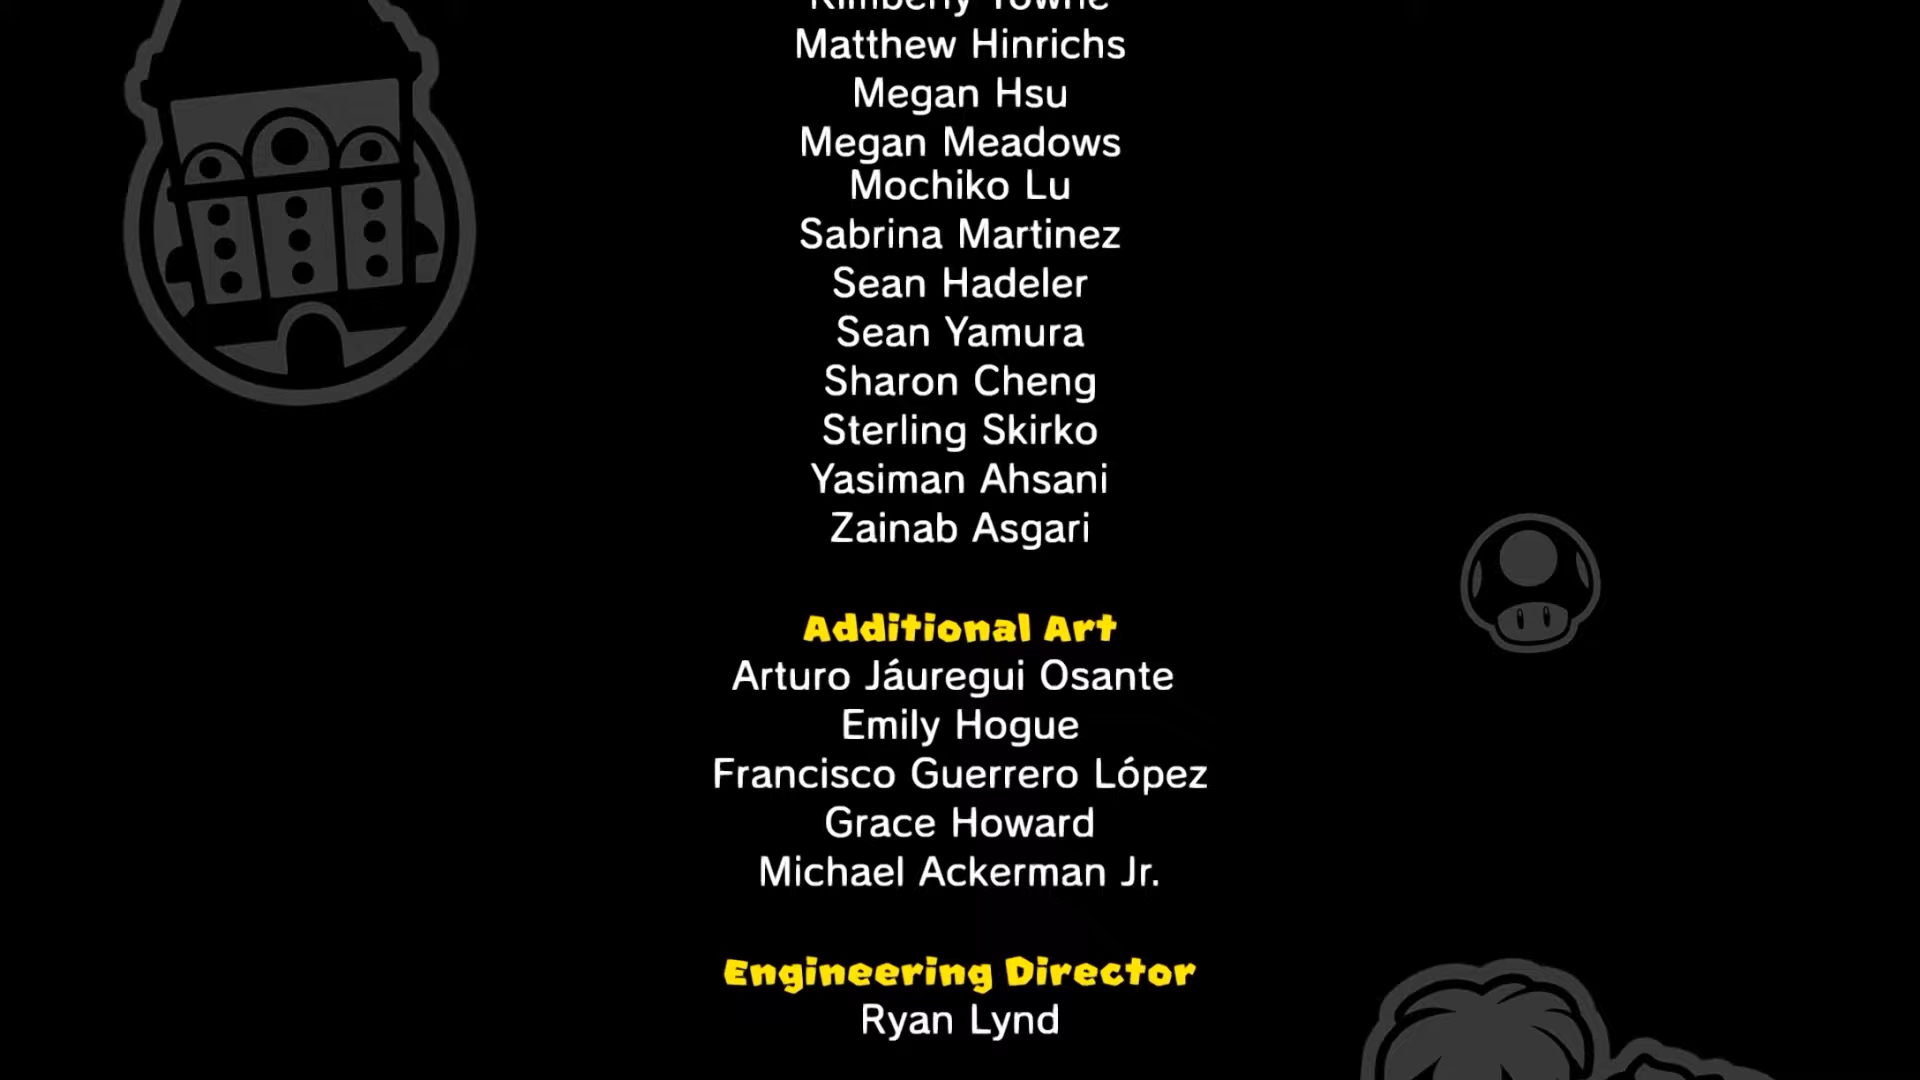 Kimberly Towne
Matthew Hinrichs
Megan Hsu
Megan Meadows
Mochiko Lu
Sabrina Martinez
Sean Hadeler
Sean Yamura
Sharon Cheng
Sterling Skirko
Yasiman Ahsani
Zainab Asgari
Additional Art
Arturo Jáuregui Osante
Emily Hogue
Francisco Guerrero López
Grace Howard
Michael Ackerman Jr.
Engineering Director
Ryan Lynd